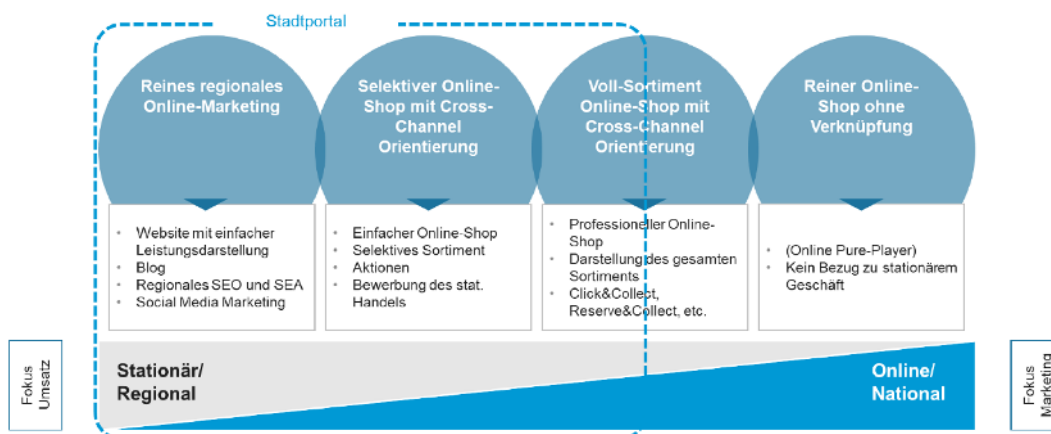 Stadtportal
Reines regionales
Online-Marketing
Selektiver Online-
Shop mit Cross-
Channel
Orientierung
Voll-Sortiment
Online-Shop mit
Cross-Channel
Orientierung
Reiner Online-
Shop ohne
Verknüpfung
• Website mit einfacher
Leistungsdarstellung
• Blog
• Regionales SEO und SEA
• Social Media Marketing
• Einfacher Online-Shop
• Selektives Sortiment
• Aktionen
• Bewerbung des stat.
Handels
• Professioneller Online-
Shop
• Darstellung des gesamten
Sortiments
• Click&Collect,
Reserve&Collect, etc.
• (Online Pure-Player)
• Kein Bezug zu stationärem
Geschäft
Fokus
Umsatz
Stationär/
Regional
Online/
National
Fokus
Marketing